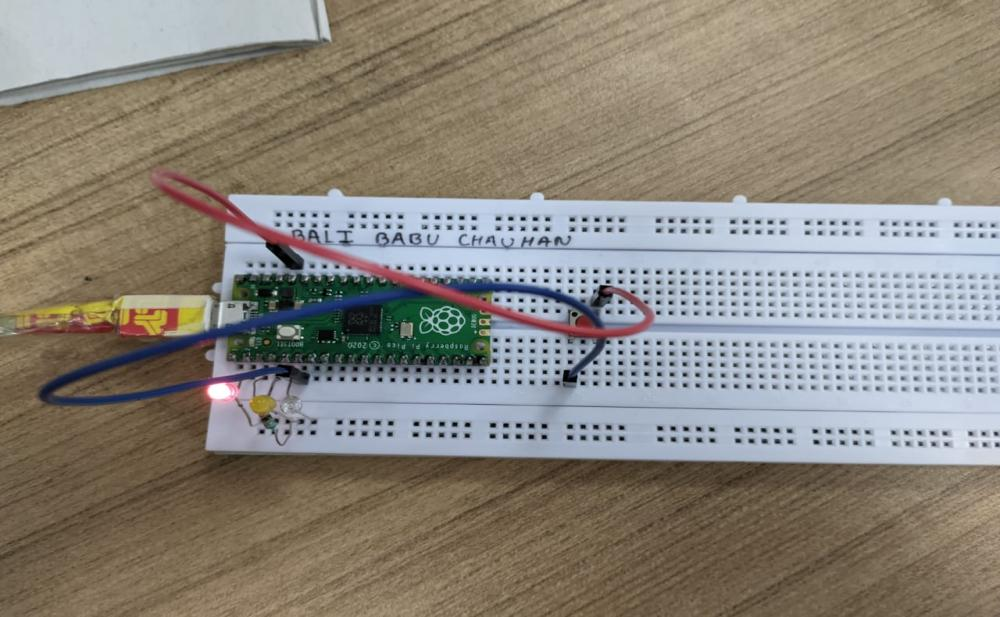 BALI BABU CHAUHAN
BOOTSEL
Raspberry Pi Pico © 2020